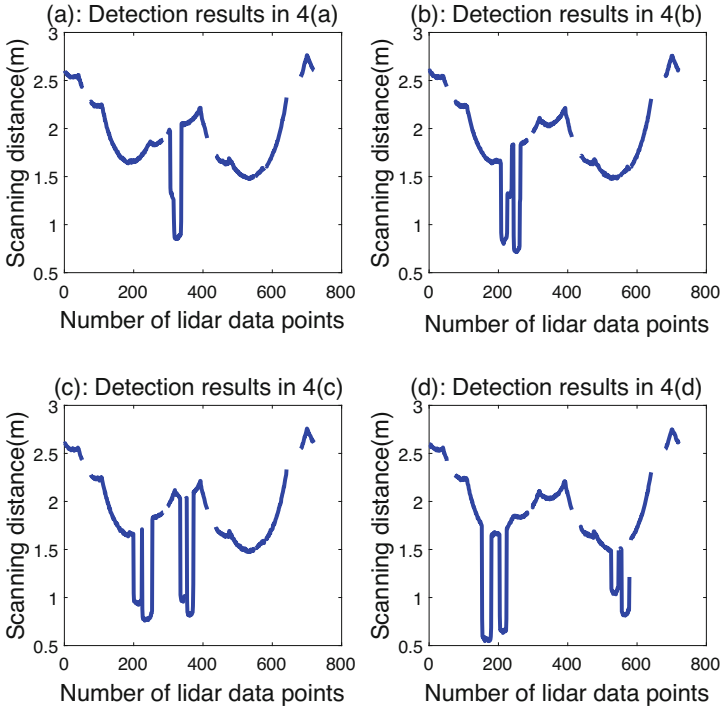 (a): Detection results in 4(a)
Scanning distance(m)
3
2.5
2
1.5
1
0.5
0 200 400 600 800
Number of lidar data points
(b): Detection results in 4(b)
Scanning distance(m)
3
2.5
2
1.5
1
0.5
0 200 400 600 800
Number of lidar data points
(c): Detection results in 4(c)
Scanning distance(m)
3
2.5
2
1.5
1
0.5
0 200 400 600 800
Number of lidar data points
(d): Detection results in 4(d)
Scanning distance(m)
3
2.5
2
1.5
1
0.5
0 200 400 600 800
Number of lidar data points